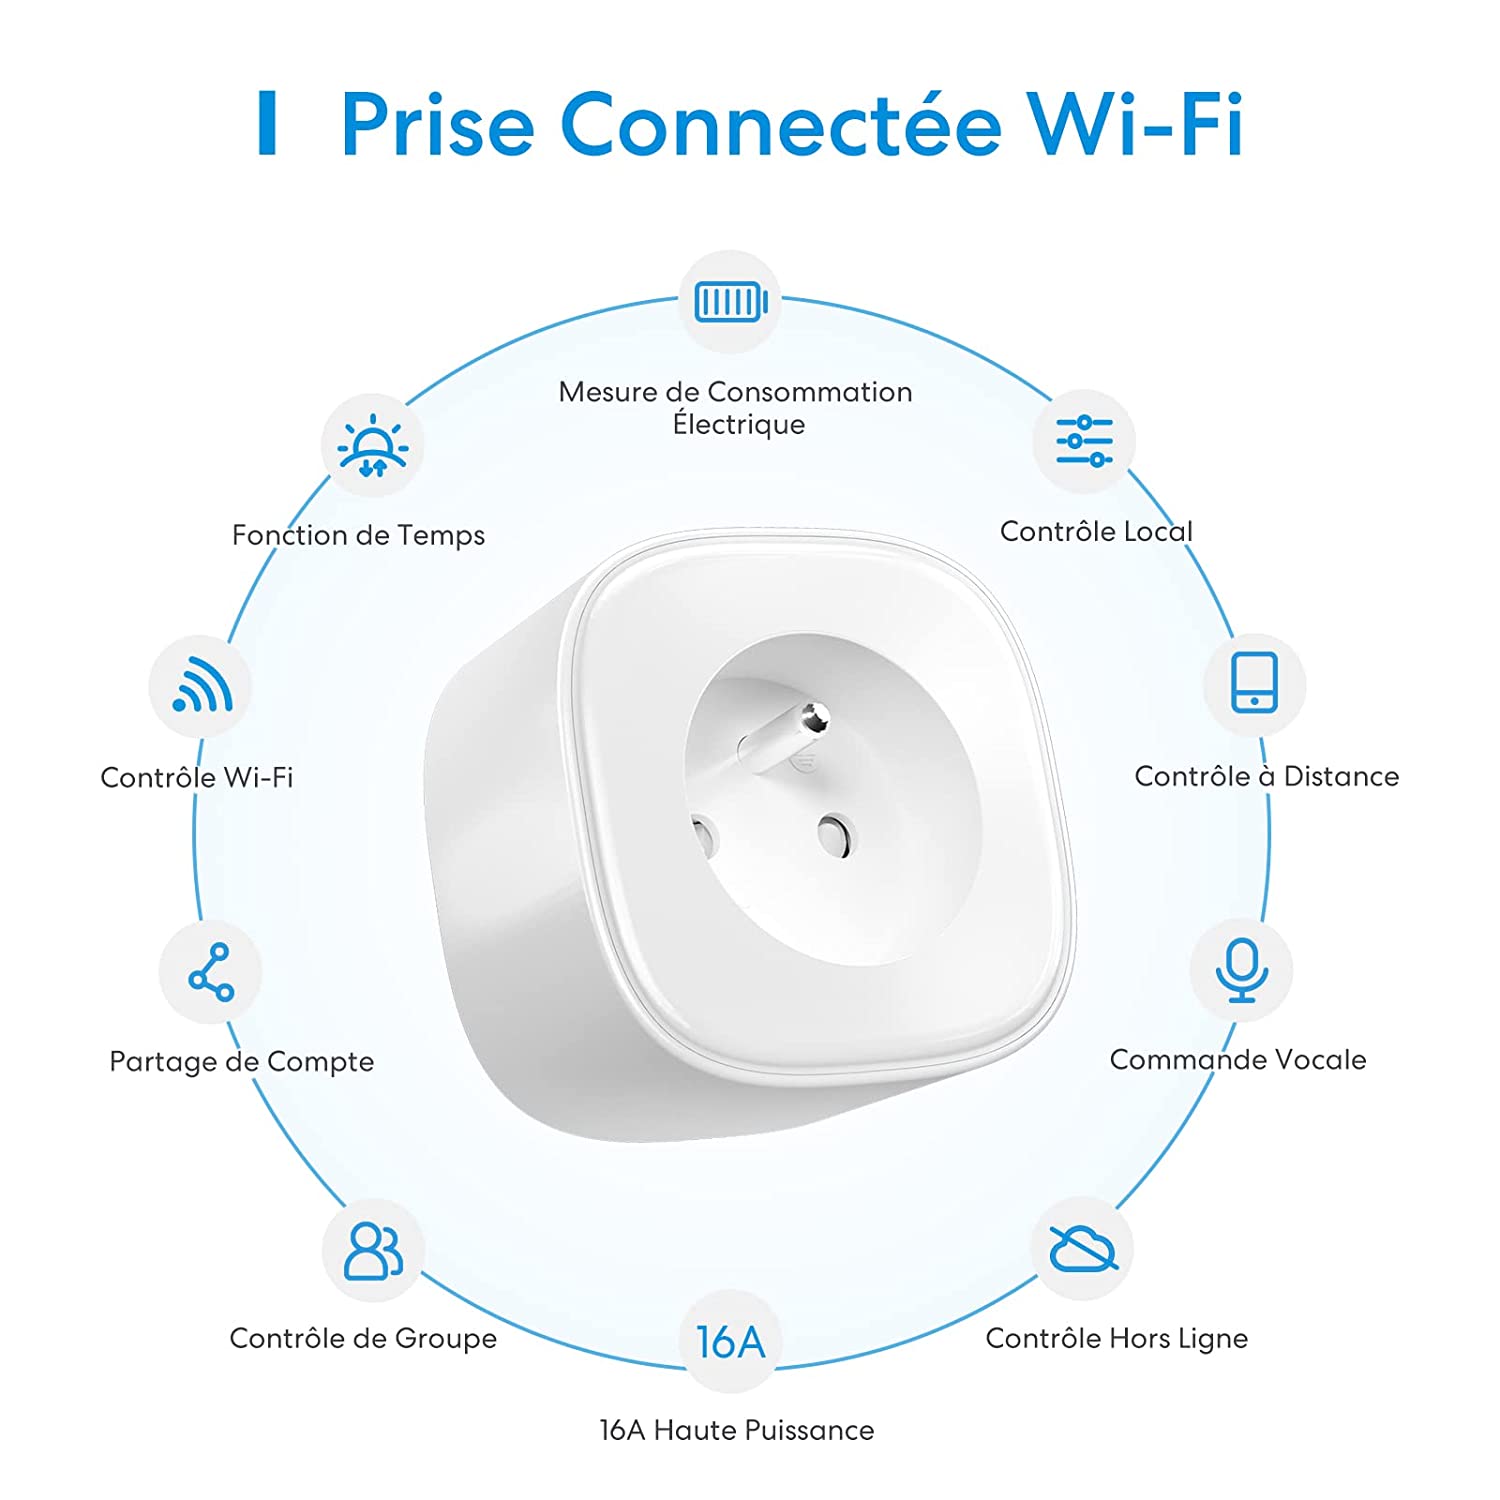 Prise Connectée Wi-Fi
Mesure de Consommation
Électrique
Fonction de Temps
Contrôle Local
Contrôle Wi-Fi
Contrôle à Distance
Partage de Compte
Commande Vocale
Contrôle de Groupe
16A
Contrôle Hors Ligne
16A Haute Puissance